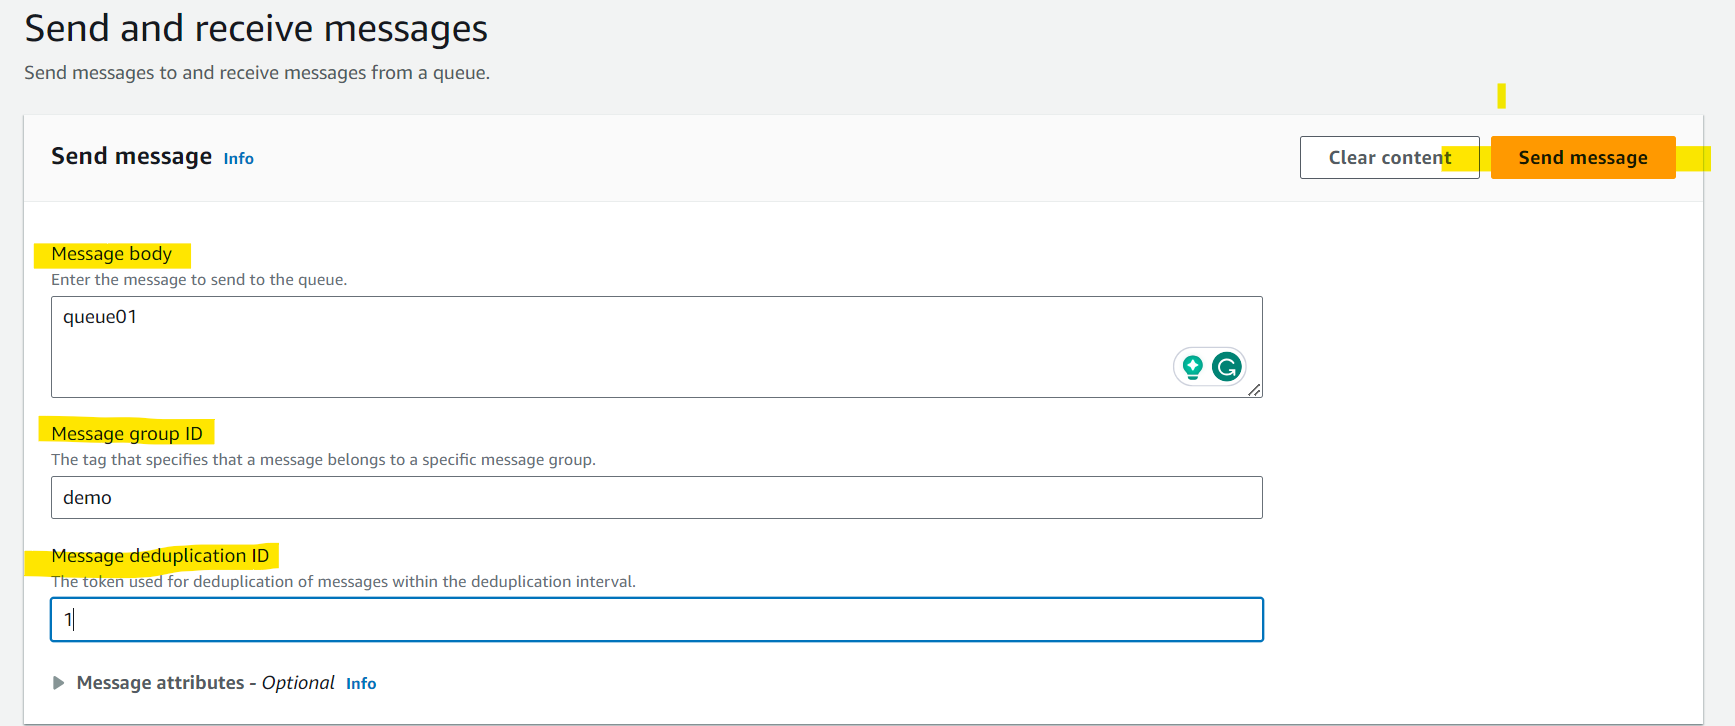 Send and receive messages
Send messages to and receive messages from a queue.
Send message Info
Clear content
Send message
Message body
Enter the message to send to the queue.
queue01
Message group ID
The tag that specifies that a message belongs to a specific message group.
demo
Message deduplication ID
The token used for deduplication of messages within the deduplication interval.
1
Message attributes - Optional Info